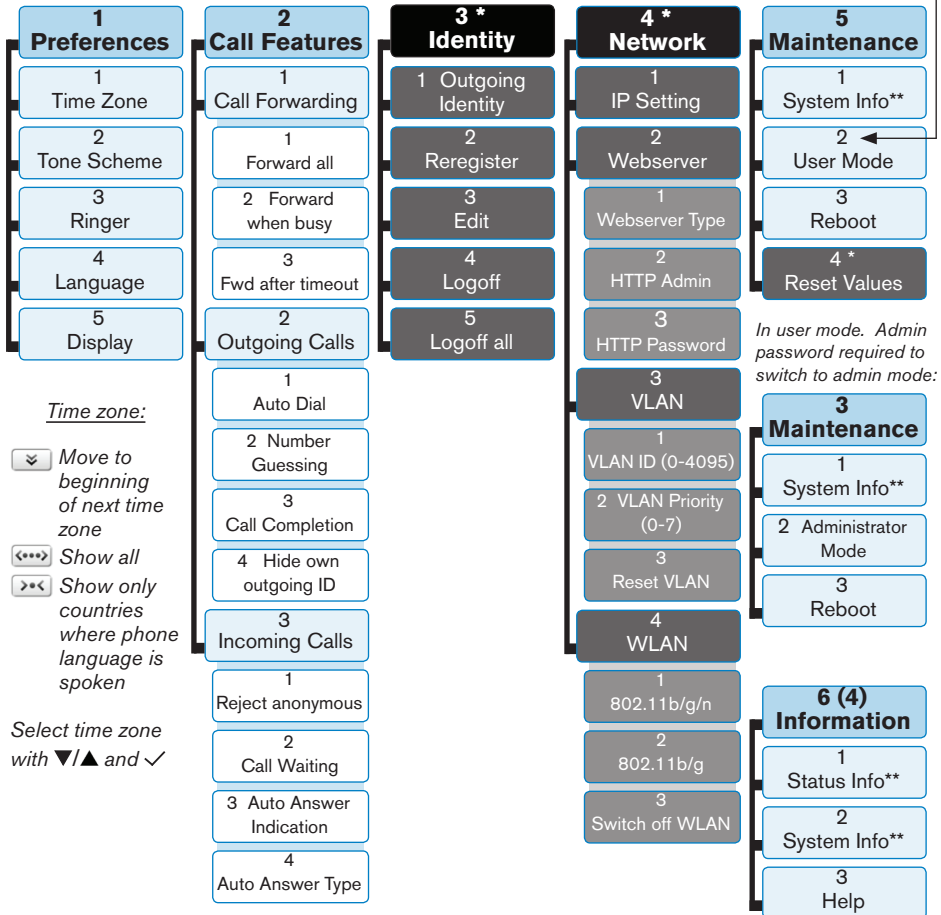 1
Preferences
1
Time Zone
2
Tone Scheme
3
Ringer
4
Language
5
Display
Time zone:
Move to
beginning
of next time
zone
Show all
Show only
countries
where phone
language is
spoken
Select time zone
with ▼/▲ and ✓
2
Call Features
1
Call Forwarding
1
Forward all
2 Forward
when busy
3
Fwd after timeout
2
Outgoing Calls
1
Auto Dial
2 Number
Guessing
3
Call Completion
4 Hide own
outgoing ID
3
Incoming Calls
1
Reject anonymous
2
Call Waiting
3 Auto Answer
Indication
4
Auto Answer Type
3 *
Identity
1 Outgoing
Identity
2
Reregister
3
Edit
4
Logoff
5
Logoff all
4 *
Network
1
IP Setting
2
Webserver
1
Webserver Type
2
HTTP Admin
3
HTTP Password
3
VLAN
1
VLAN ID (0-4095)
2 VLAN Priority
(0-7)
3
Reset VLAN
4
WLAN
1
802.11b/g/n
2
802.11b/g
3
Switch off WLAN
5
Maintenance
1
System Info**
2
User Mode
3
Reboot
4 *
Reset Values
In user mode. Admin
password required to
switch to admin mode:
3
Maintenance
1
System Info**
2 Administrator
Mode
3
Reboot
6 (4)
Information
1
Status Info**
2
System Info**
3
Help